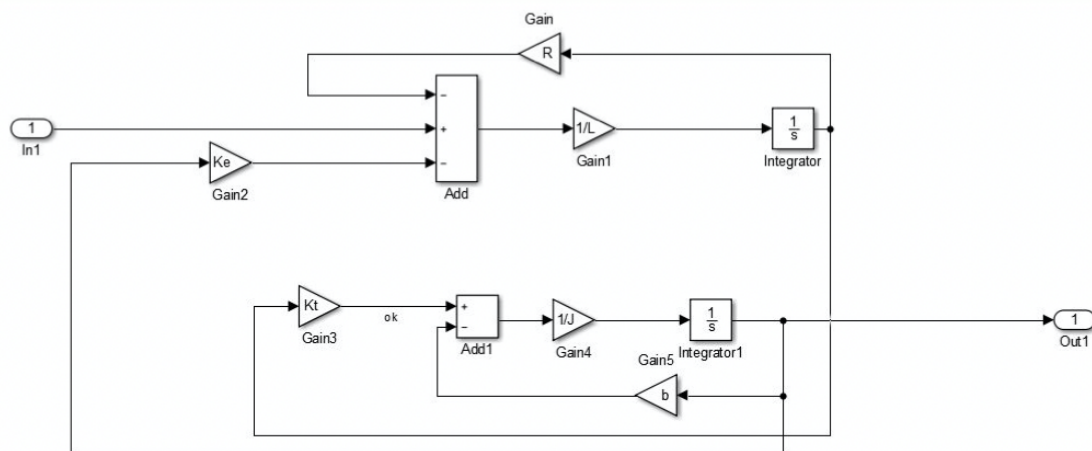 Gain
R
1
In1
-
+
-
Add
1/L
Gain1
1
s
Integrator
Ke
Gain2
Kt
Gain3
ok
+
-
Add1
1/J
Gain4
1
s
Integrator1
1
Out1
Gain5
b